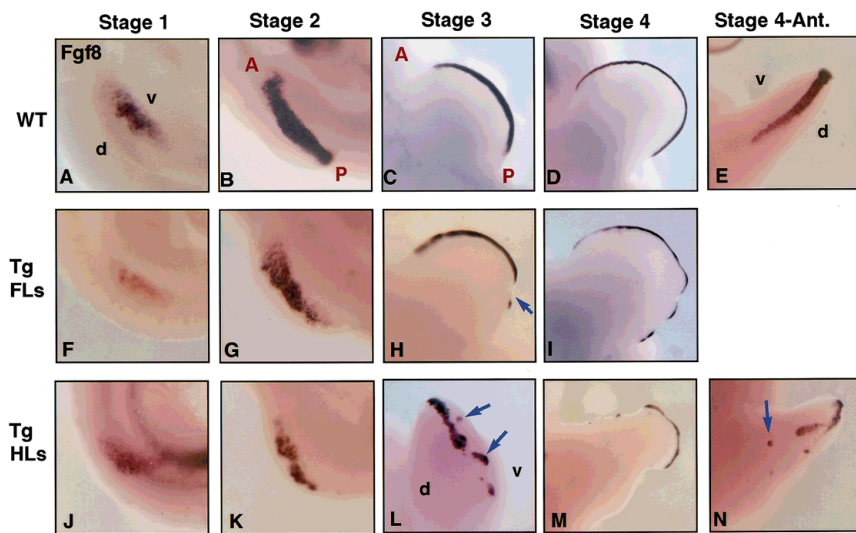 Stage 1 Stage 2 Stage 3 Stage 4 Stage 4-Ant.
Fgf8
A A
v v
WT
d d
A B P C P D E
Tg
FLs
F G H I
Tg
HLs
d v
J K L M N